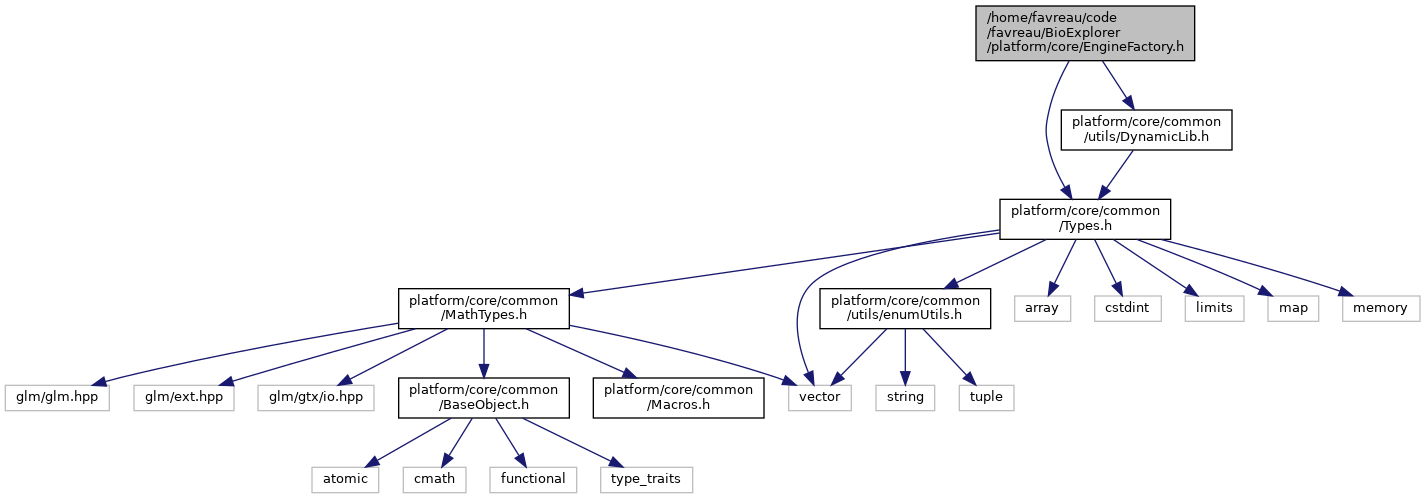 /home/favreau/code
/favreau/BioExplorer
/platform/core/EngineFactory.h
platform/core/common
/utils/DynamicLib.h
platform/core/common
/Types.h
platform/core/common
/MathTypes.h
platform/core/common
/utils/enumUtils.h
array
cstdint
limits
map
memory
glm/glm.hpp
glm/ext.hpp
glm/gtx/io.hpp
platform/core/common
/BaseObject.h
platform/core/common
/Macros.h
vector
string
tuple
atomic
cmath
functional
type_traits